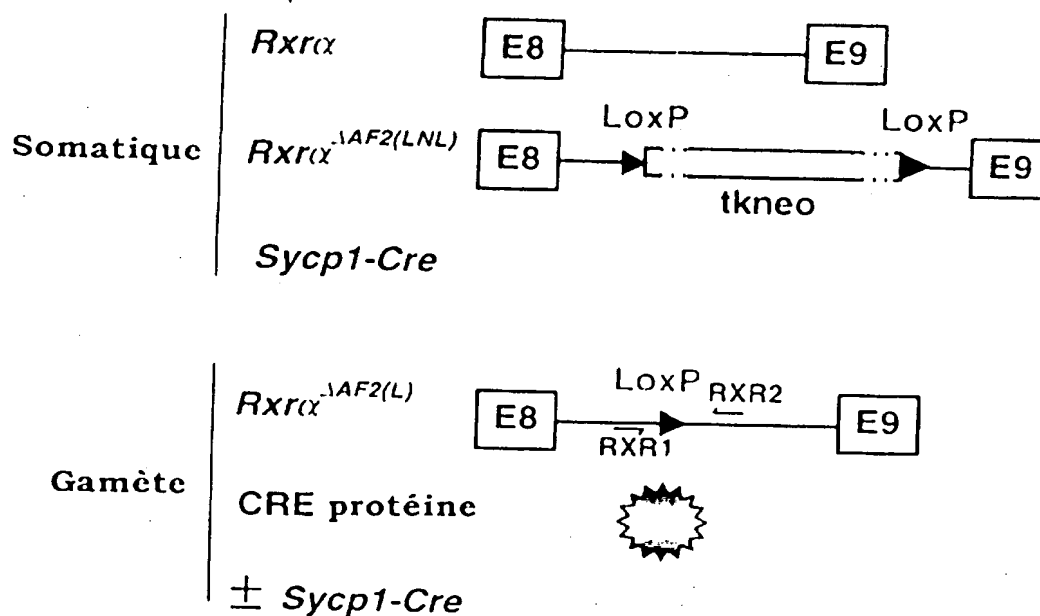 Rxrα E8 E9
LoxP LoxP
Somatique Rxrα ΔAF2(LNL) E8 E9
tkneo
Sycp1-Cre
Rxrα ΔAF2(L) E8 LoxP RXR2 E9
RXR1
Gamète
CRE protéine
± Sycp1-Cre